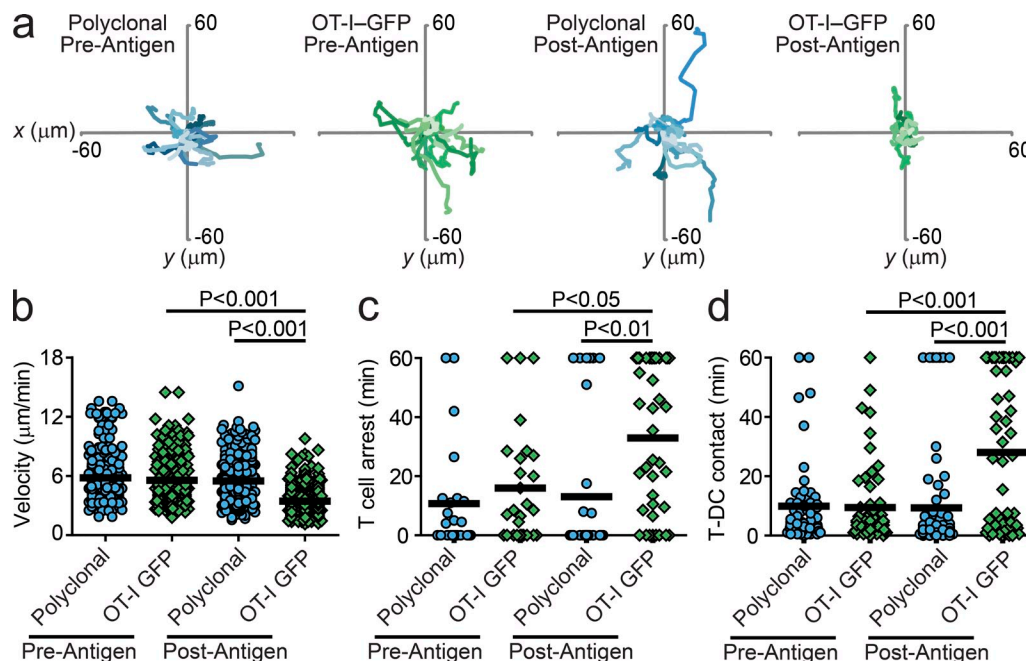 a
Polyclonal
Pre-Antigen
60
OT-I–GFP
Pre-Antigen
60
Polyclonal
Post-Antigen
60
OT-I–GFP
Post-Antigen
60
x (μm)
-60
60
-60
-60
-60
-60
y (μm)
y (μm)
y (μm)
y (μm)
b
P<0.001
P<0.001
18
12
6
0
Velocity (μm/min)
Polyclonal
OT-I GFP
Polyclonal
OT-I GFP
Pre-Antigen
Post-Antigen
c
P<0.05
P<0.01
60
40
20
0
T cell arrest (min)
Polyclonal
OT-I GFP
Polyclonal
OT-I GFP
Pre-Antigen
Post-Antigen
d
P<0.001
P<0.001
60
40
20
0
T-DC contact (min)
Polyclonal
OT-I GFP
Polyclonal
OT-I GFP
Pre-Antigen
Post-Antigen